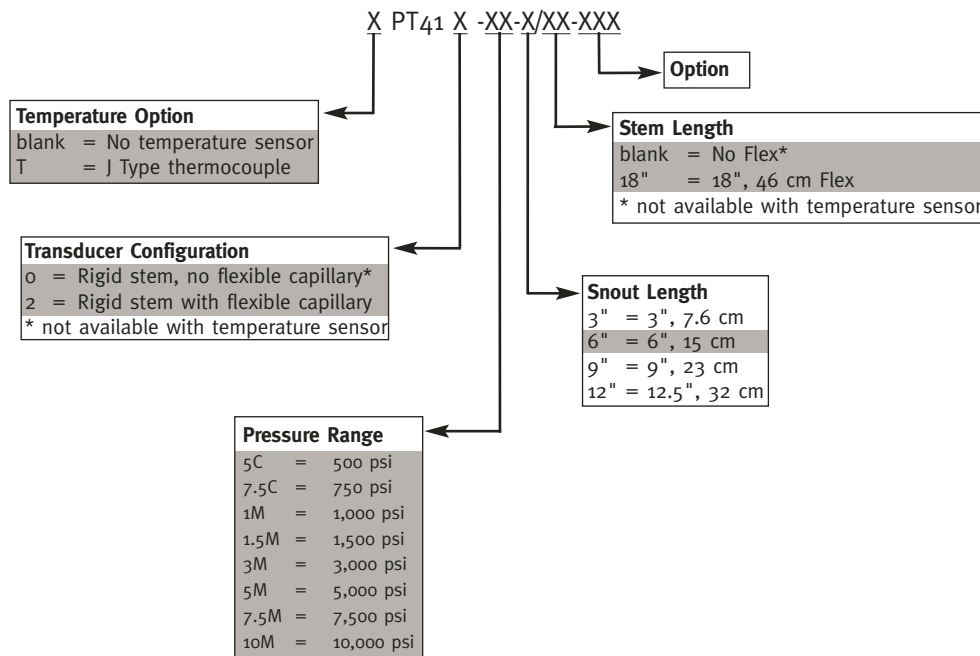 X PT41 X -XX-X/XX-XXX
Option
Temperature Option
blank = No temperature sensor
T = J Type thermocouple
Stem Length
blank = No Flex*
18" = 18", 46 cm Flex
* not available with temperature sensor
Transducer Configuration
0 = Rigid stem, no flexible capillary*
2 = Rigid stem with flexible capillary
* not available with temperature sensor
Snout Length
3" = 3", 7.6 cm
6" = 6", 15 cm
9" = 9", 23 cm
12" = 12.5", 32 cm
Pressure Range
5C = 500 psi
7.5C = 750 psi
1M = 1,000 psi
1.5M = 1,500 psi
3M = 3,000 psi
5M = 5,000 psi
7.5M = 7,500 psi
10M = 10,000 psi